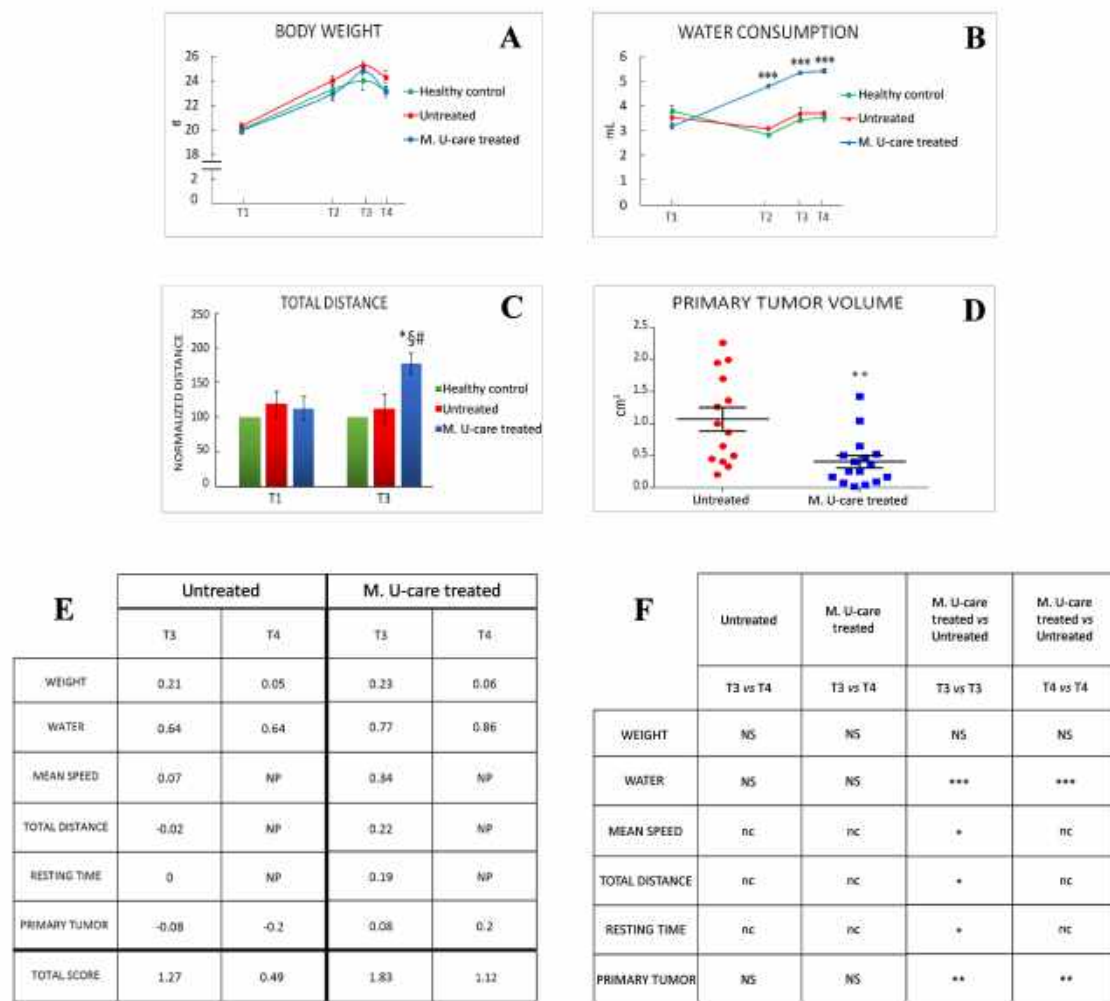 BODY WEIGHT
A
26
24
22
20
18
2
0
g
T1 T2 T3 T4
Healthy control
Untreated
M. U-care treated
WATER CONSUMPTION
B
6
5
4
3
2
1
0
mL
*** *** ***
T1 T2 T3 T4
Healthy control
Untreated
M. U-care treated
TOTAL DISTANCE
C
250
200
150
100
50
0
NORMALIZED DISTANCE
*§#
T1 T3
Healthy control
Untreated
M. U-care treated
PRIMARY TUMOR VOLUME
D
2.5
2.0
1.5
1.0
0.5
0.0
cm³
**
Untreated M. U-care treated
E
Untreated M. U-care treated
T3 T4 T3 T4
WEIGHT 0.21 0.05 0.23 0.06
WATER 0.64 0.64 0.77 0.86
MEAN SPEED 0.07 NP 0.34 NP
TOTAL DISTANCE -0.02 NP 0.22 NP
RESTING TIME 0 NP 0.19 NP
PRIMARY TUMOR -0.08 -0.2 0.08 0.2
TOTAL SCORE 1.27 0.49 1.83 1.12
F
Untreated M. U-care treated M. U-care treated vs Untreated M. U-care treated vs Untreated
T3 vs T4 T3 vs T4 T3 vs T3 T4 vs T4
WEIGHT NS NS NS NS
WATER NS NS *** ***
MEAN SPEED nc nc * nc
TOTAL DISTANCE nc nc * nc
RESTING TIME nc nc * nc
PRIMARY TUMOR NS NS ** **